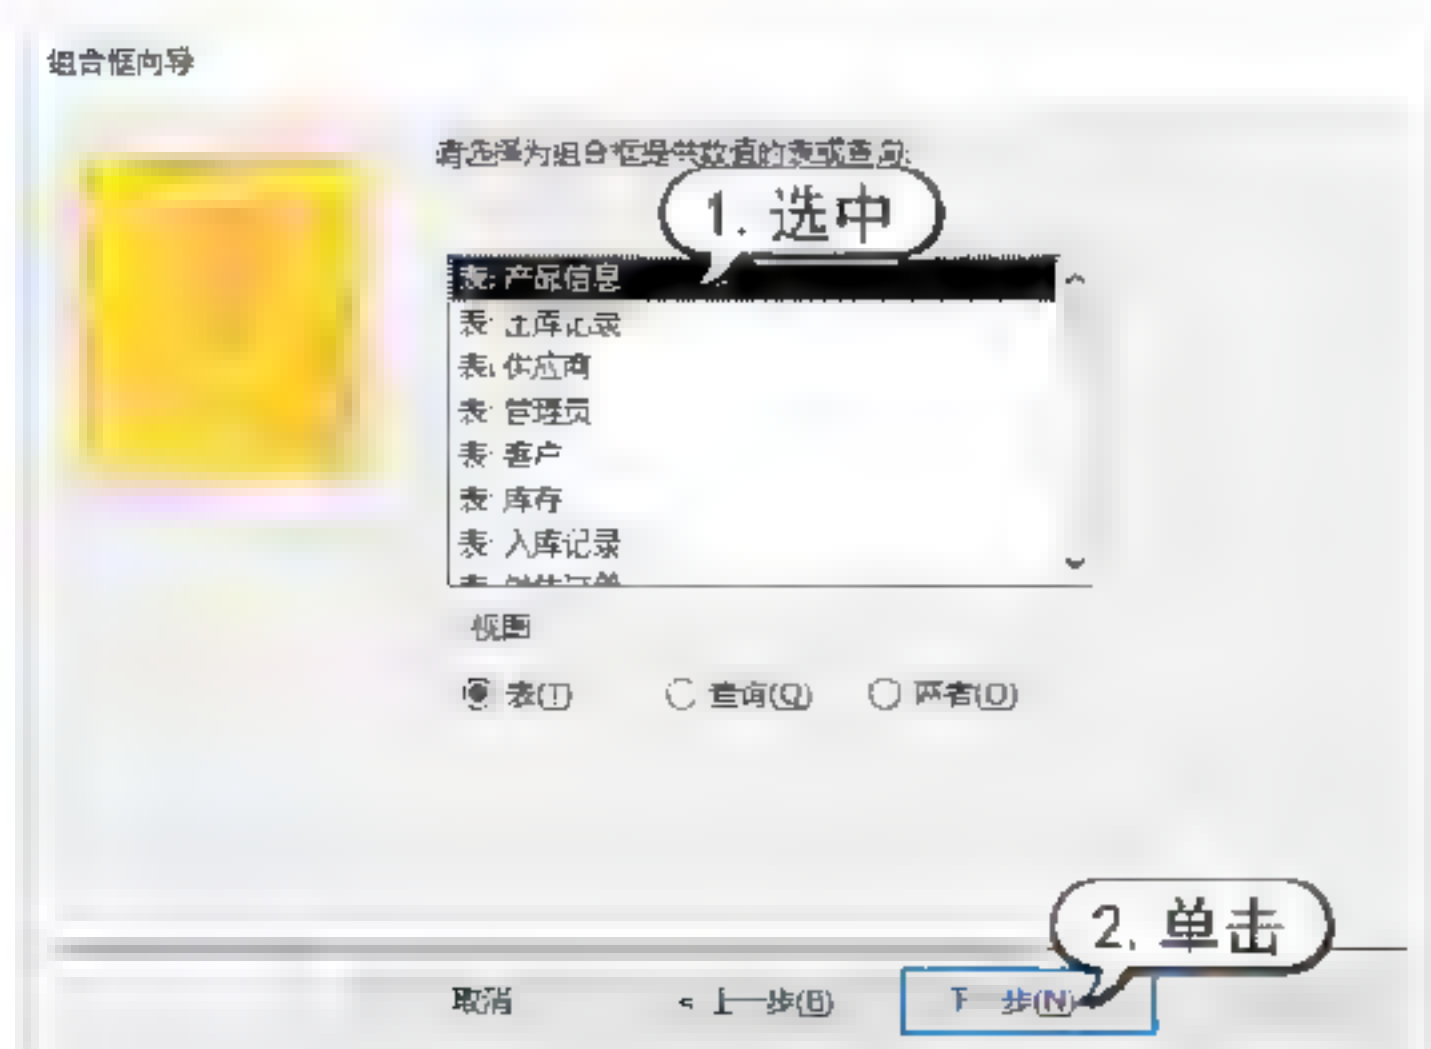 组合框向导
请选择为组合框提供数值的表或查询:
1. 选中
表: 产品信息
表: 出库记录
表: 供应商
表: 管理员
表: 客户
表: 库存
表: 入库记录
视图
表(T) 查询(Q) 两者(O)
2. 单击
取消 < 上一步(B) 下一步(N)